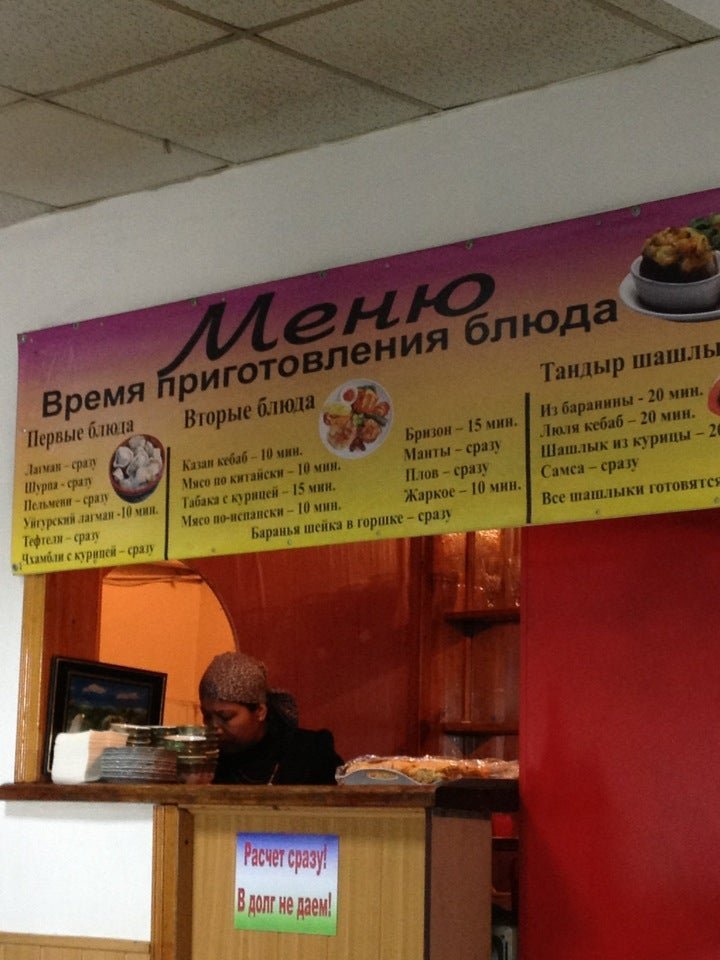 Меню
Время приготовления блюда
Первые блюда
Лагман – сразу
Шурпа - сразу
Пельмени – сразу
Уйгурский лагман -10 мин.
Тефтеля – сразу
Чхамбли с курицей – сразу
Вторые блюда
Казан кебаб – 10 мин.
Мясо по китайски – 10 мин.
Табака с курицей – 15 мин.
Мясо по-испански – 10 мин.
Бризон – 15 мин.
Манты – сразу
Плов – сразу
Жаркое – 10 мин.
Баранья шейка в горшке – сразу
Тандыр шашлы
Из баранины - 20 мин.
Люля кебаб – 20 мин.
Шашлык из курицы – 20
Самса – сразу
Все шашлыки готовятся
Расчет сразу!
В долг не даем!